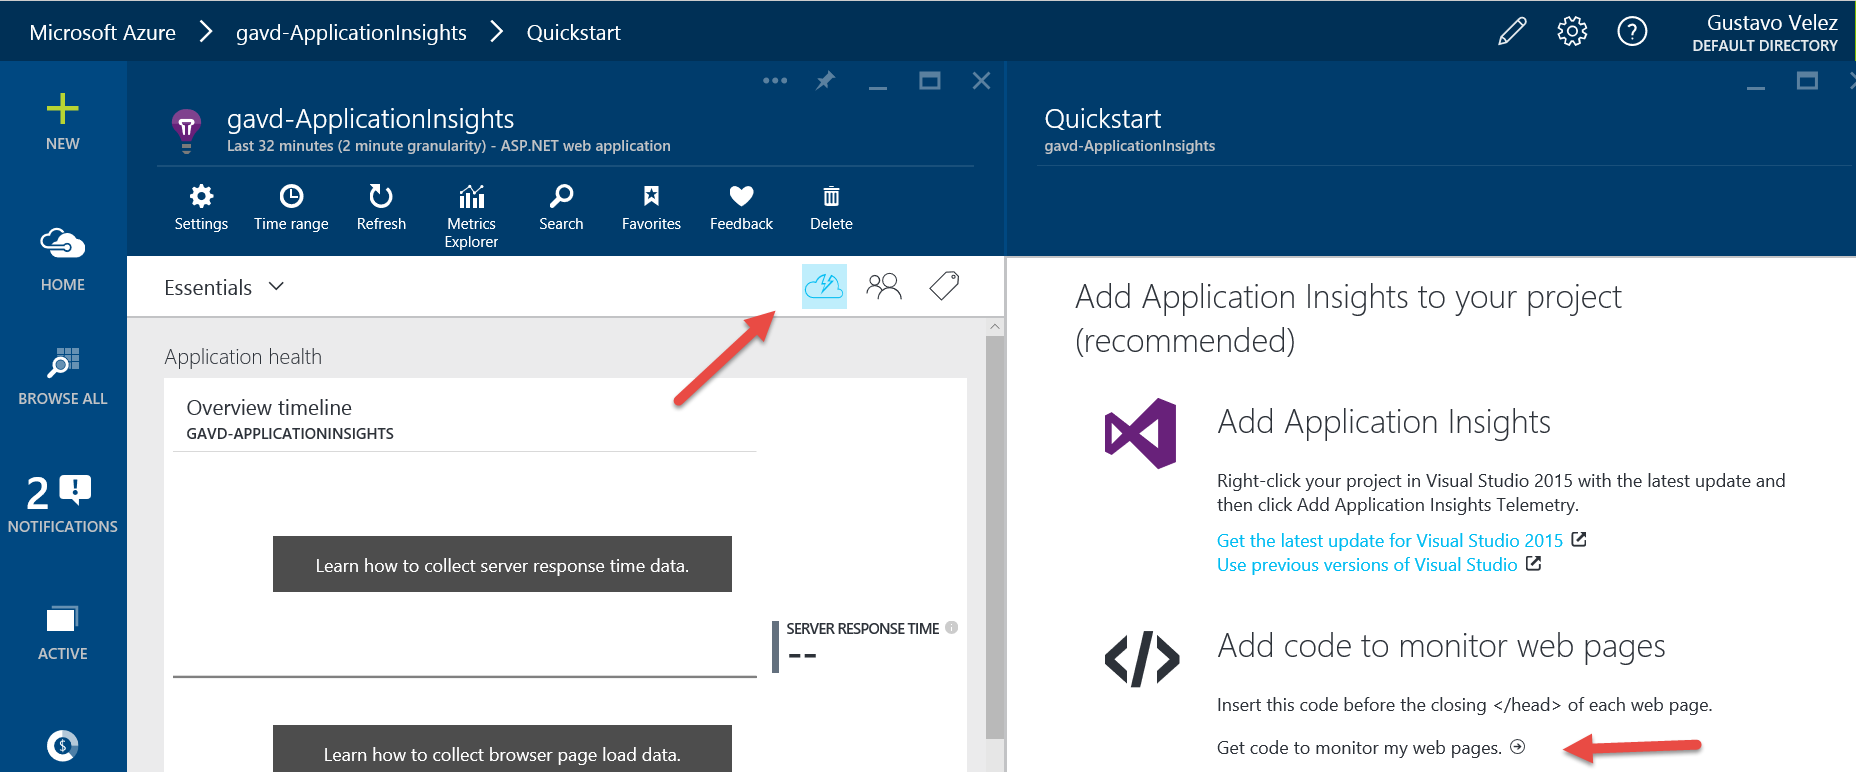 Microsoft Azure > gavd-ApplicationInsights > Quickstart
Gustavo Velez
DEFAULT DIRECTORY
NEW
HOME
BROWSE ALL
2
NOTIFICATIONS
ACTIVE
gavd-ApplicationInsights
Last 32 minutes (2 minute granularity) - ASP.NET web application
Settings
Time range
Refresh
Metrics
Explorer
Search
Favorites
Feedback
Delete
Essentials
Application health
Overview timeline
GAVD-APPLICATIONINSIGHTS
Learn how to collect server response time data.
SERVER RESPONSE TIME
--
Learn how to collect browser page load data.
Quickstart
gavd-ApplicationInsights
Add Application Insights to your project
(recommended)
Add Application Insights
Right-click your project in Visual Studio 2015 with the latest update and
then click Add Application Insights Telemetry.
Get the latest update for Visual Studio 2015
Use previous versions of Visual Studio
Add code to monitor web pages
Insert this code before the closing </head> of each web page.
Get code to monitor my web pages.